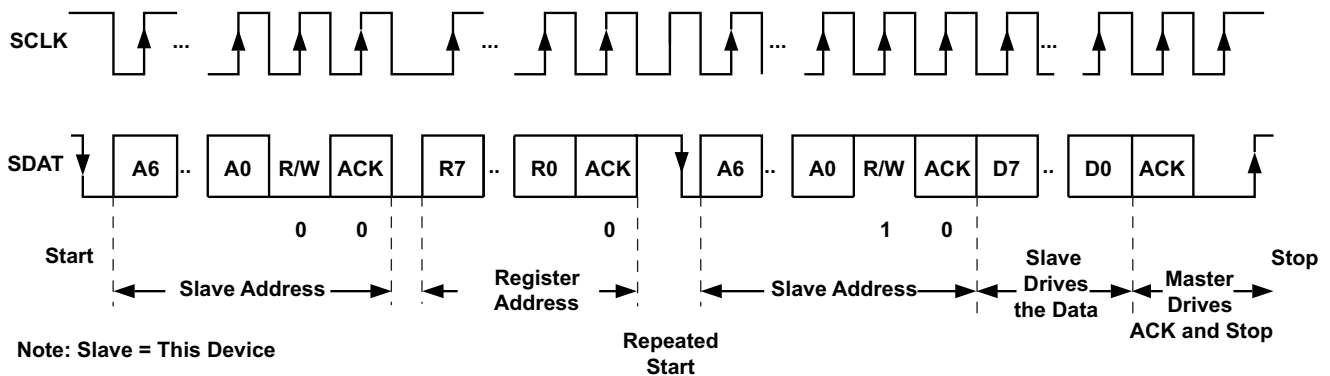 SCLK ... ... ... ...
SDAT A6 .. A0 R/W ACK R7 .. R0 ACK A6 .. A0 R/W ACK D7 .. D0 ACK
0 0 0 1 0
Start
Slave Address
Register
Address
Repeated
Start
Slave Address
Slave
Drives
the Data
Master
Drives
ACK and Stop
Stop
Note: Slave = This Device